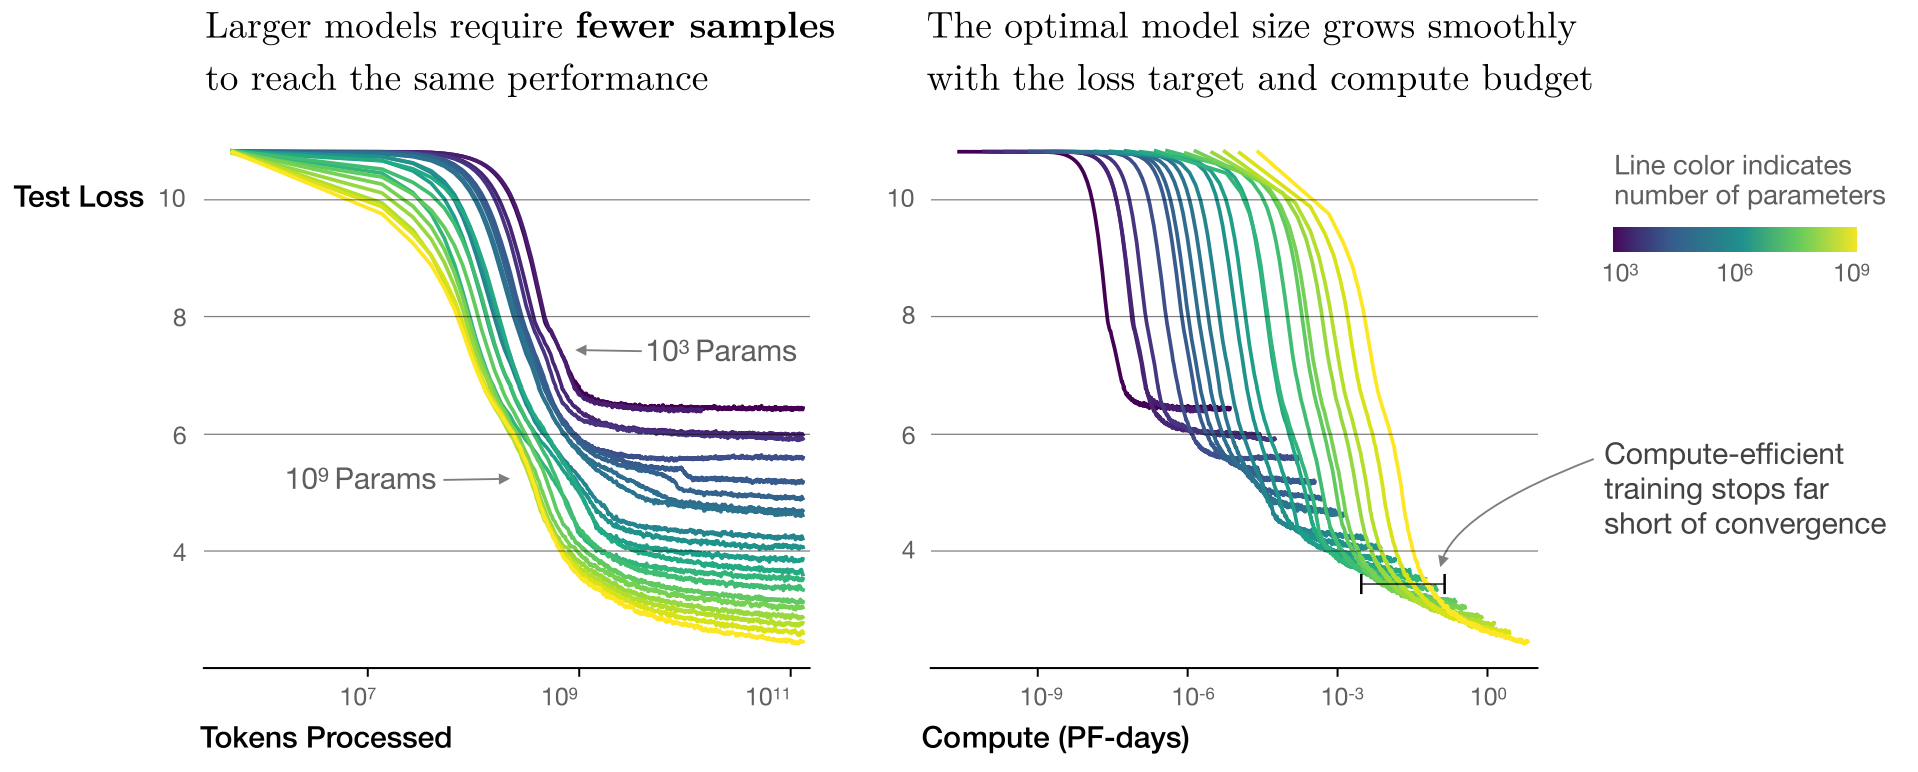 Larger models require fewer samples
to reach the same performance
The optimal model size grows smoothly
with the loss target and compute budget
Test Loss
10
8
6
4
10³ Params
10⁹ Params
10⁷
10⁹
10¹¹
Tokens Processed
10
8
6
4
10⁻⁹
10⁻⁶
10⁻³
10⁰
Compute (PF-days)
Line color indicates
number of parameters
10³
10⁶
10⁹
Compute-efficient
training stops far
short of convergence